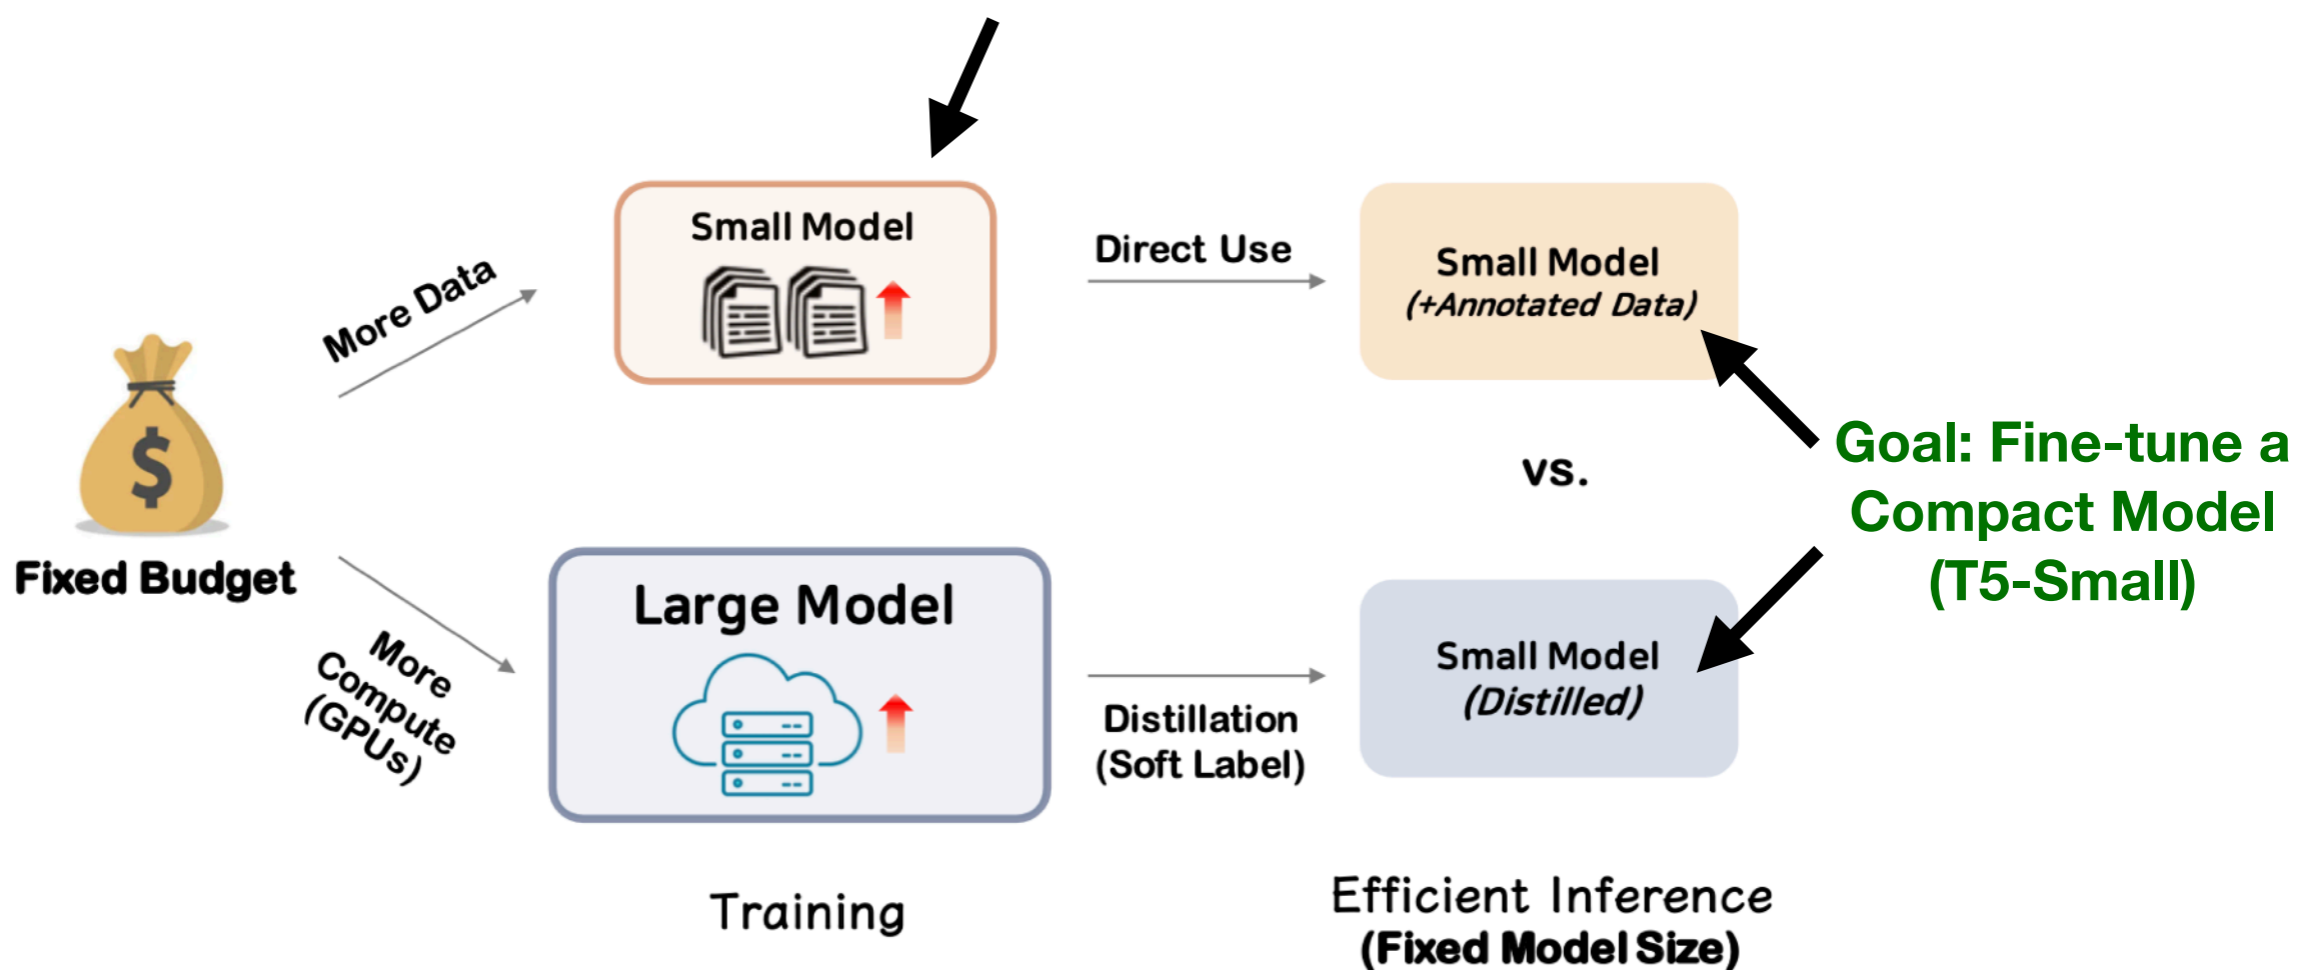 Small Model
More Data
Direct Use
Small Model
(+Annotated Data)
$
Fixed Budget
vs.
Goal: Fine-tune a
Compact Model
(T5-Small)
More
Compute
(GPUs)
Large Model
Distillation
(Soft Label)
Small Model
(Distilled)
Training
Efficient Inference
(Fixed Model Size)